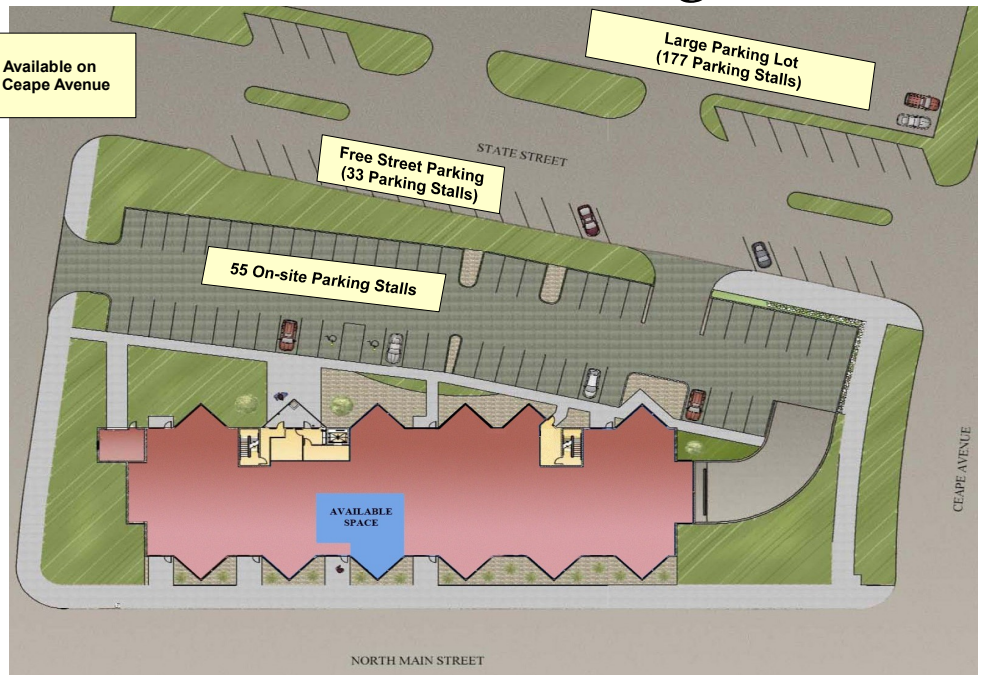 Large Parking Lot
(177 Parking Stalls)
Available on
Ceape Avenue
STATE STREET
Free Street Parking
(33 Parking Stalls)
55 On-site Parking Stalls
CEAPE AVENUE
AVAILABLE
SPACE
NORTH MAIN STREET